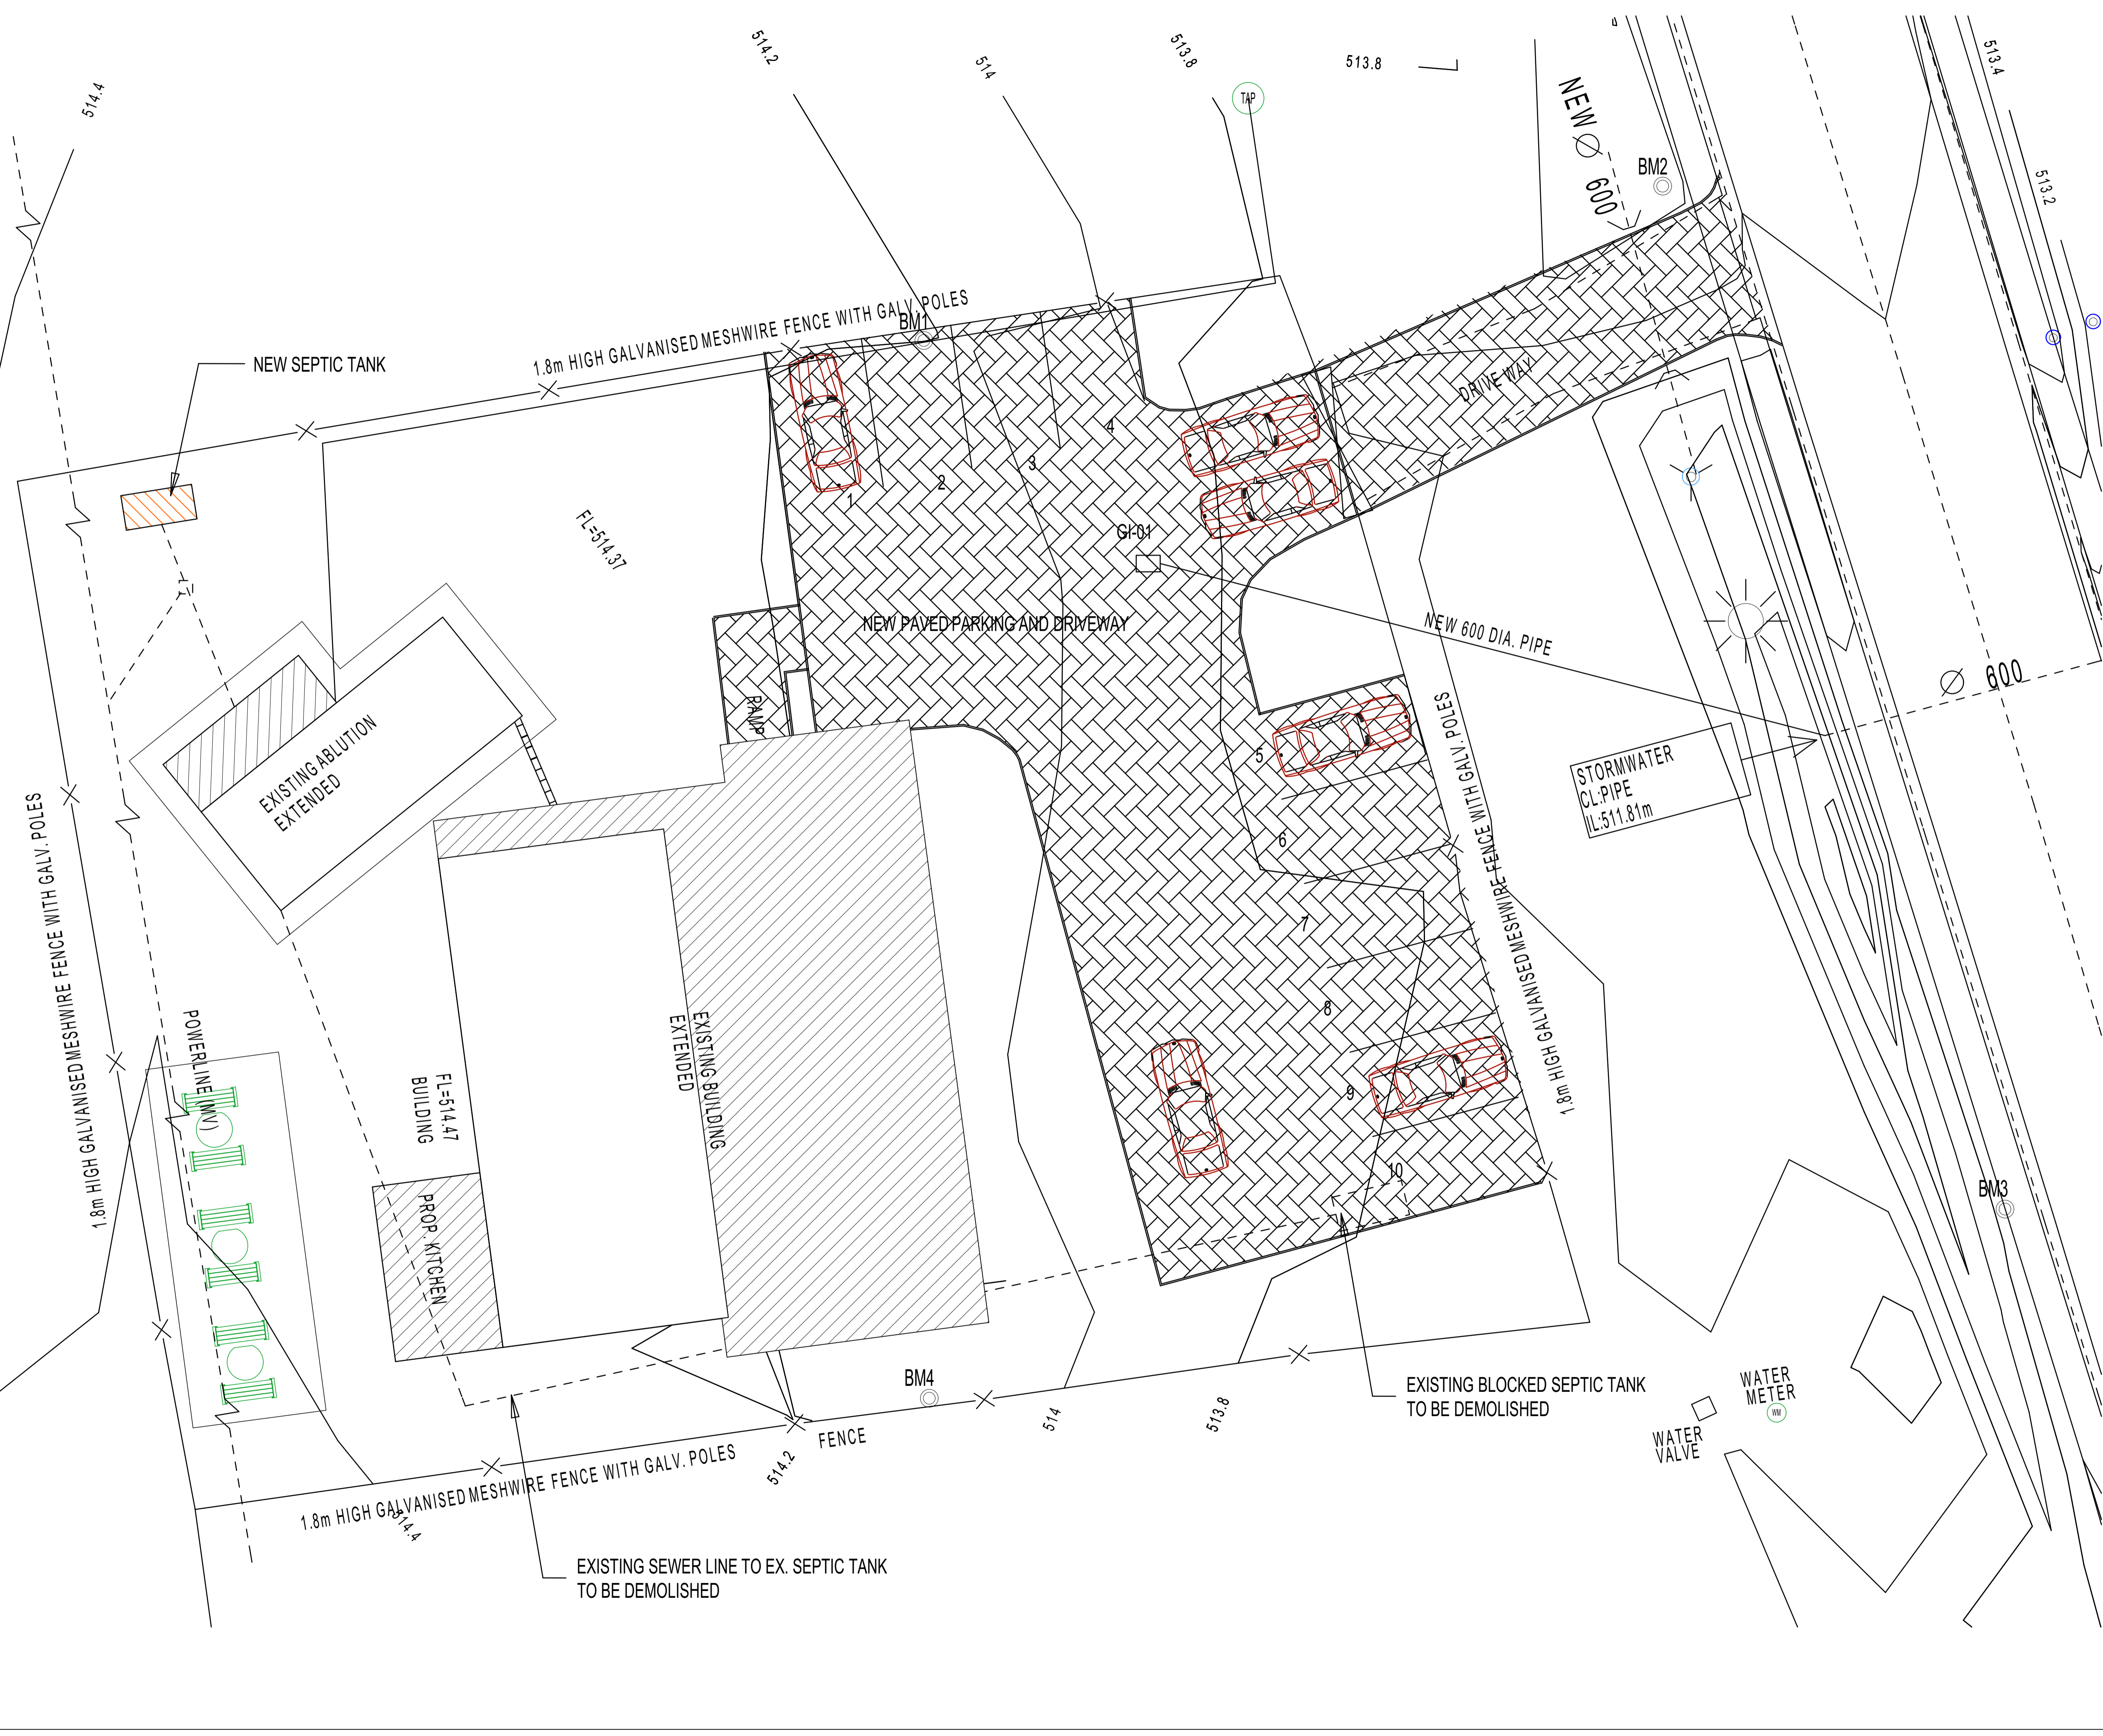 514.4
514.2
514
513.8
513.8
513.4
513.2
TAP
NEW Ø 600
BM2
NEW SEPTIC TANK
1.8m HIGH GALVANISED MESHWIRE FENCE WITH GALV. POLES
BM1
DRIVE WAY
1
2
3
4
FL=514.37
GI-01
NEW PAVED PARKING AND DRIVEWAY
NEW 600 DIA. PIPE
Ø 600
RAMP
EXISTING ABLUTION
EXTENDED
STORMWATER
CL:PIPE
IL:511.81m
5
6
7
8
9
10
1.8m HIGH GALVANISED MESHWIRE FENCE WITH GALV. POLES
1.8m HIGH GALVANISED MESHWIRE FENCE WITH GALV. POLES
POWERLINE (MV)
EXISTING BUILDING
EXTENDED
FL=514.47
BUILDING
PROP. KITCHEN
BM3
BM4
EXISTING BLOCKED SEPTIC TANK
TO BE DEMOLISHED
WATER
METER
WM
WATER
VALVE
514
513.8
FENCE
514.2
1.8m HIGH GALVANISED MESHWIRE FENCE WITH GALV. POLES
514.4
EXISTING SEWER LINE TO EX. SEPTIC TANK
TO BE DEMOLISHED